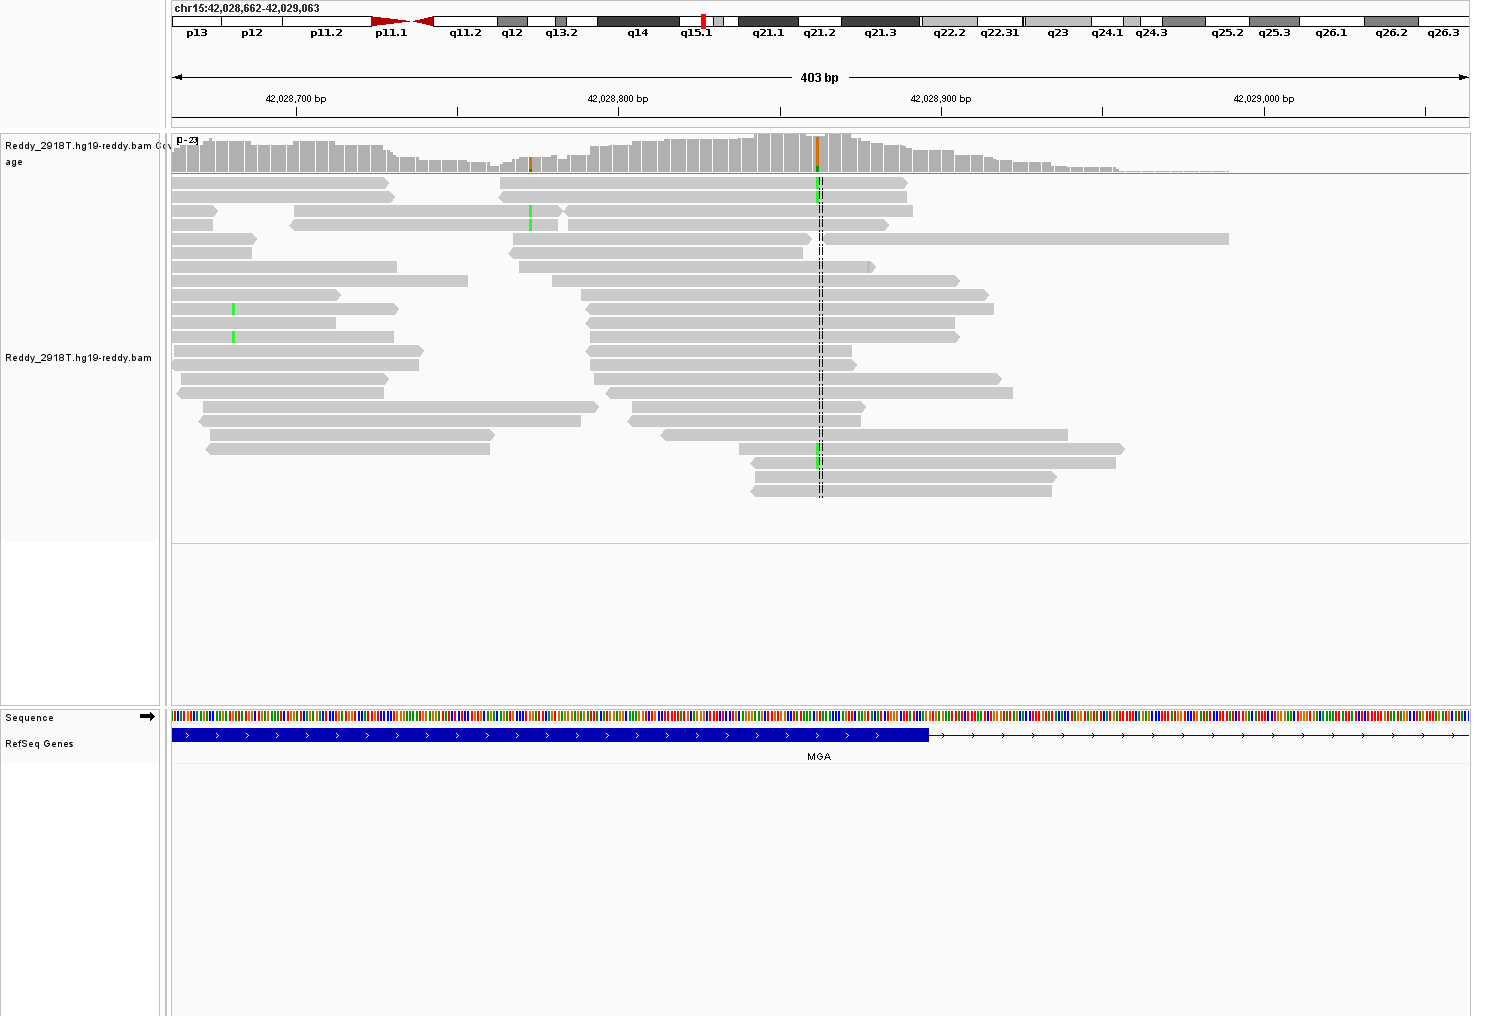 chr15:42,028,662-42,029,063
p13 p12 p11.2 p11.1 q11.2 q12 q13.2 q14 q15.1 q21.1 q21.2 q21.3 q22.2 q22.31 q23 q24.1 q24.3 q25.2 q25.3 q26.1 q26.2 q26.3
403 bp
42,028,700 bp 42,028,800 bp 42,028,900 bp 42,029,000 bp
Reddy_2918T.hg19-reddy.bam Cov
age
[0-23]
Reddy_2918T.hg19-reddy.bam
Sequence
RefSeq Genes
MGA